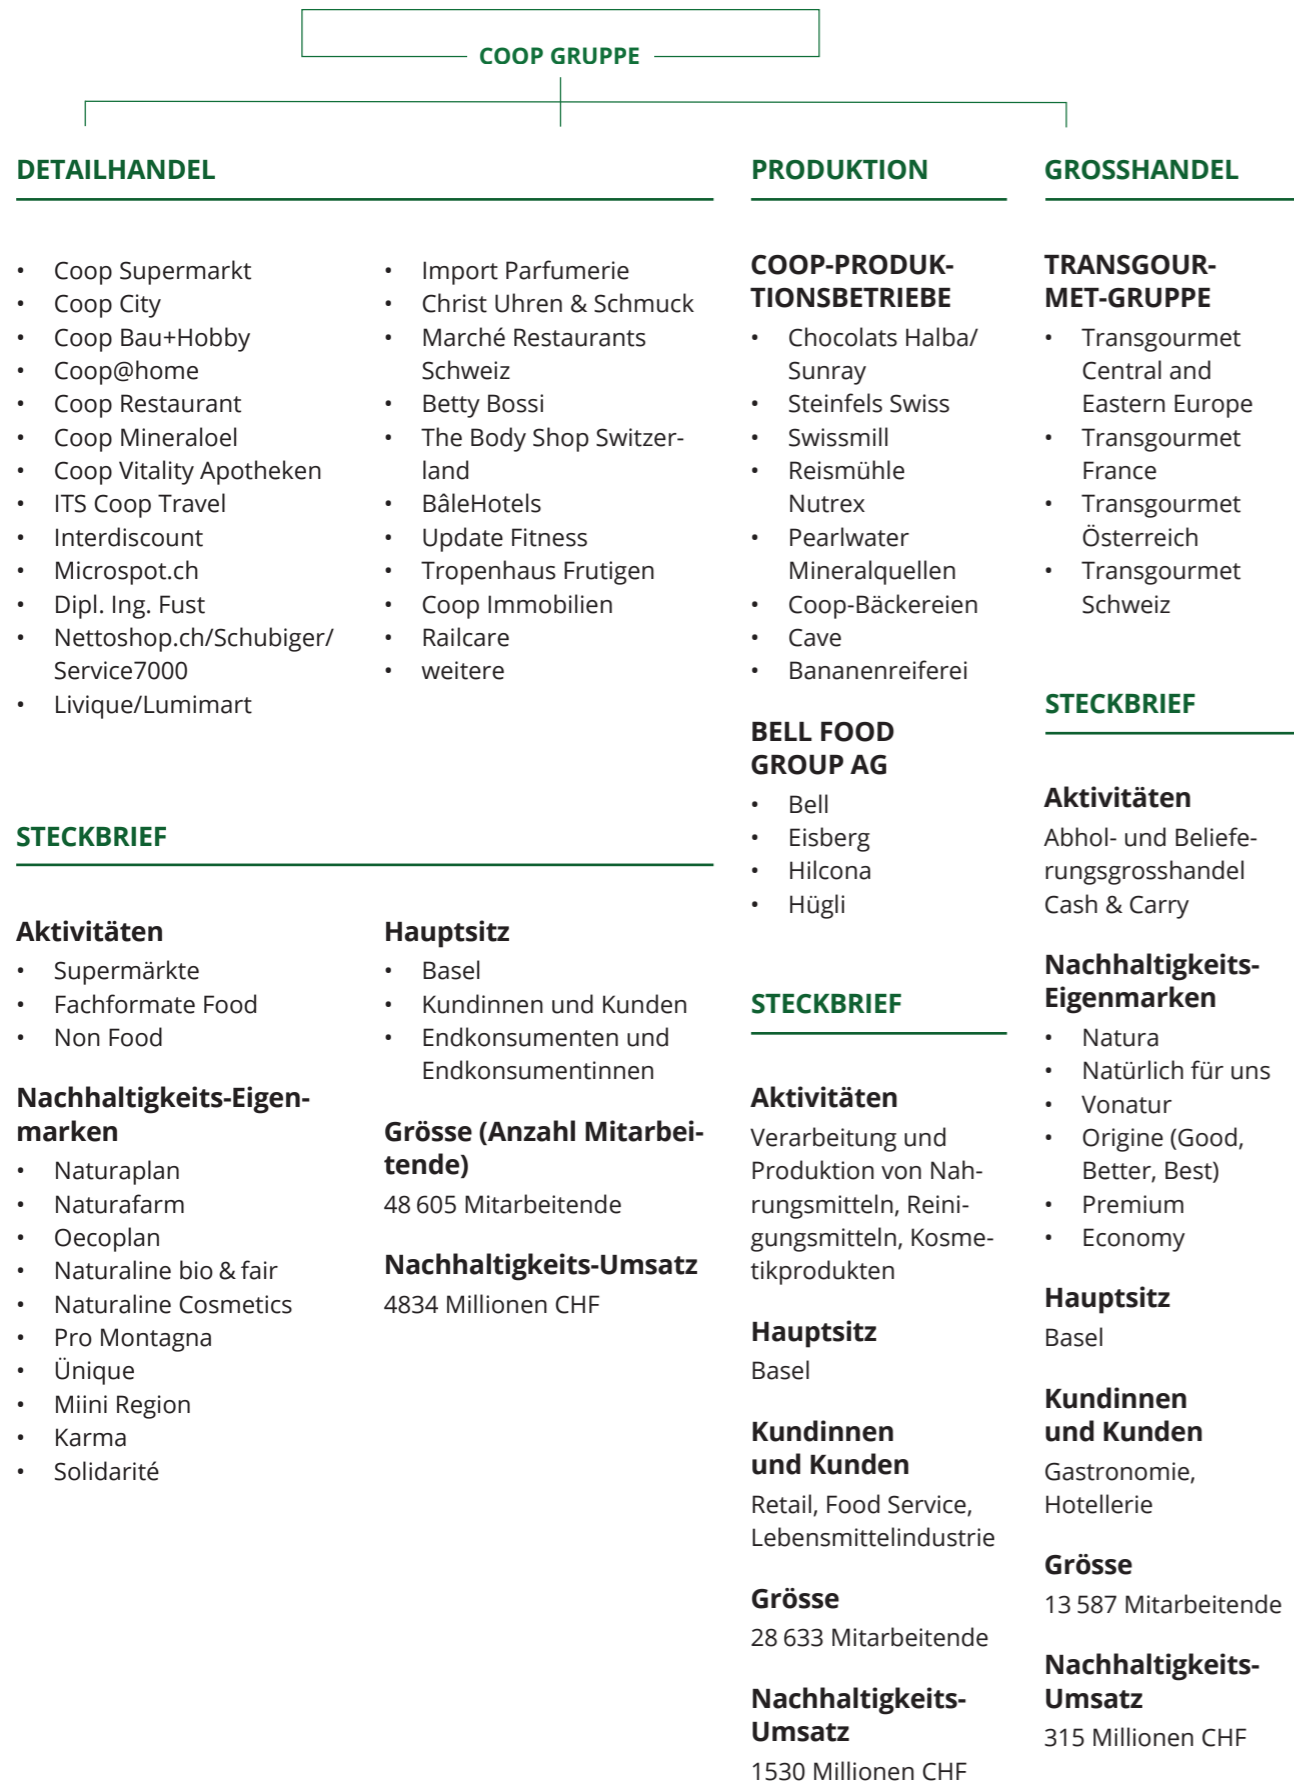 COOP GRUPPE
DETAILHANDEL
• Coop Supermarkt
• Coop City
• Coop Bau+Hobby
• Coop@home
• Coop Restaurant
• Coop Mineraloel
• Coop Vitality Apotheken
• ITS Coop Travel
• Interdiscount
• Microspot.ch
• Dipl. Ing. Fust
• Nettoshop.ch/Schubiger/
Service7000
• Livique/Lumimart
• Import Parfumerie
• Christ Uhren & Schmuck
• Marché Restaurants
Schweiz
• Betty Bossi
• The Body Shop Switzer-
land
• BâleHotels
• Update Fitness
• Tropenhaus Frutigen
• Coop Immobilien
• Railcare
• weitere
STECKBRIEF
Aktivitäten
• Supermärkte
• Fachformate Food
• Non Food
Nachhaltigkeits-Eigen-
marken
• Naturaplan
• Naturafarm
• Oecoplan
• Naturaline bio & fair
• Naturaline Cosmetics
• Pro Montagna
• Ünique
• Miini Region
• Karma
• Solidarité
Hauptsitz
• Basel
• Kundinnen und Kunden
• Endkonsumenten und
Endkonsumentinnen
Grösse (Anzahl Mitarbei-
tende)
48 605 Mitarbeitende
Nachhaltigkeits-Umsatz
4834 Millionen CHF
PRODUKTION
COOP-PRODUK-
TIONSBETRIEBE
• Chocolats Halba/
Sunray
• Steinfels Swiss
• Swissmill
• Reismühle
Nutrex
• Pearlwater
Mineralquellen
• Coop-Bäckereien
• Cave
• Bananenreiferei
BELL FOOD
GROUP AG
• Bell
• Eisberg
• Hilcona
• Hügli
STECKBRIEF
Aktivitäten
Verarbeitung und
Produktion von Nah-
rungsmitteln, Reini-
gungsmitteln, Kosme-
tikprodukten
Hauptsitz
Basel
Kundinnen
und Kunden
Retail, Food Service,
Lebensmittelindustrie
Grösse
28 633 Mitarbeitende
Nachhaltigkeits-
Umsatz
1530 Millionen CHF
GROSSHANDEL
TRANSGOUR-
MET-GRUPPE
• Transgourmet
Central and
Eastern Europe
• Transgourmet
France
• Transgourmet
Österreich
• Transgourmet
Schweiz
STECKBRIEF
Aktivitäten
Abhol- und Beliefe-
rungsgrosshandel
Cash & Carry
Nachhaltigkeits-
Eigenmarken
• Natura
• Natürlich für uns
• Vonatur
• Origine (Good,
Better, Best)
• Premium
• Economy
Hauptsitz
Basel
Kundinnen
und Kunden
Gastronomie,
Hotellerie
Grösse
13 587 Mitarbeitende
Nachhaltigkeits-
Umsatz
315 Millionen CHF